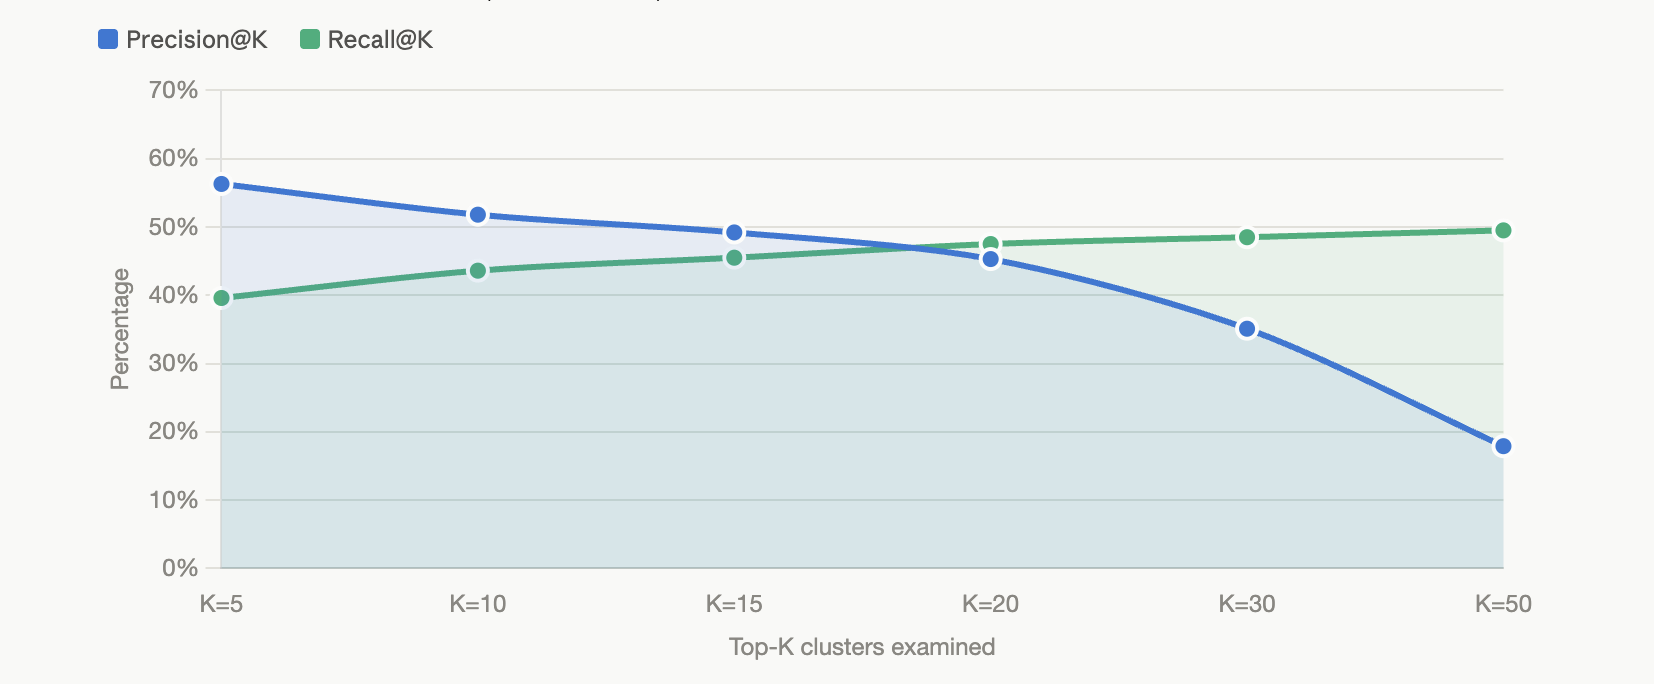 Precision@K Recall@K
70%
60%
50%
40%
30%
20%
10%
0%
Percentage
K=5 K=10 K=15 K=20 K=30 K=50
Top-K clusters examined